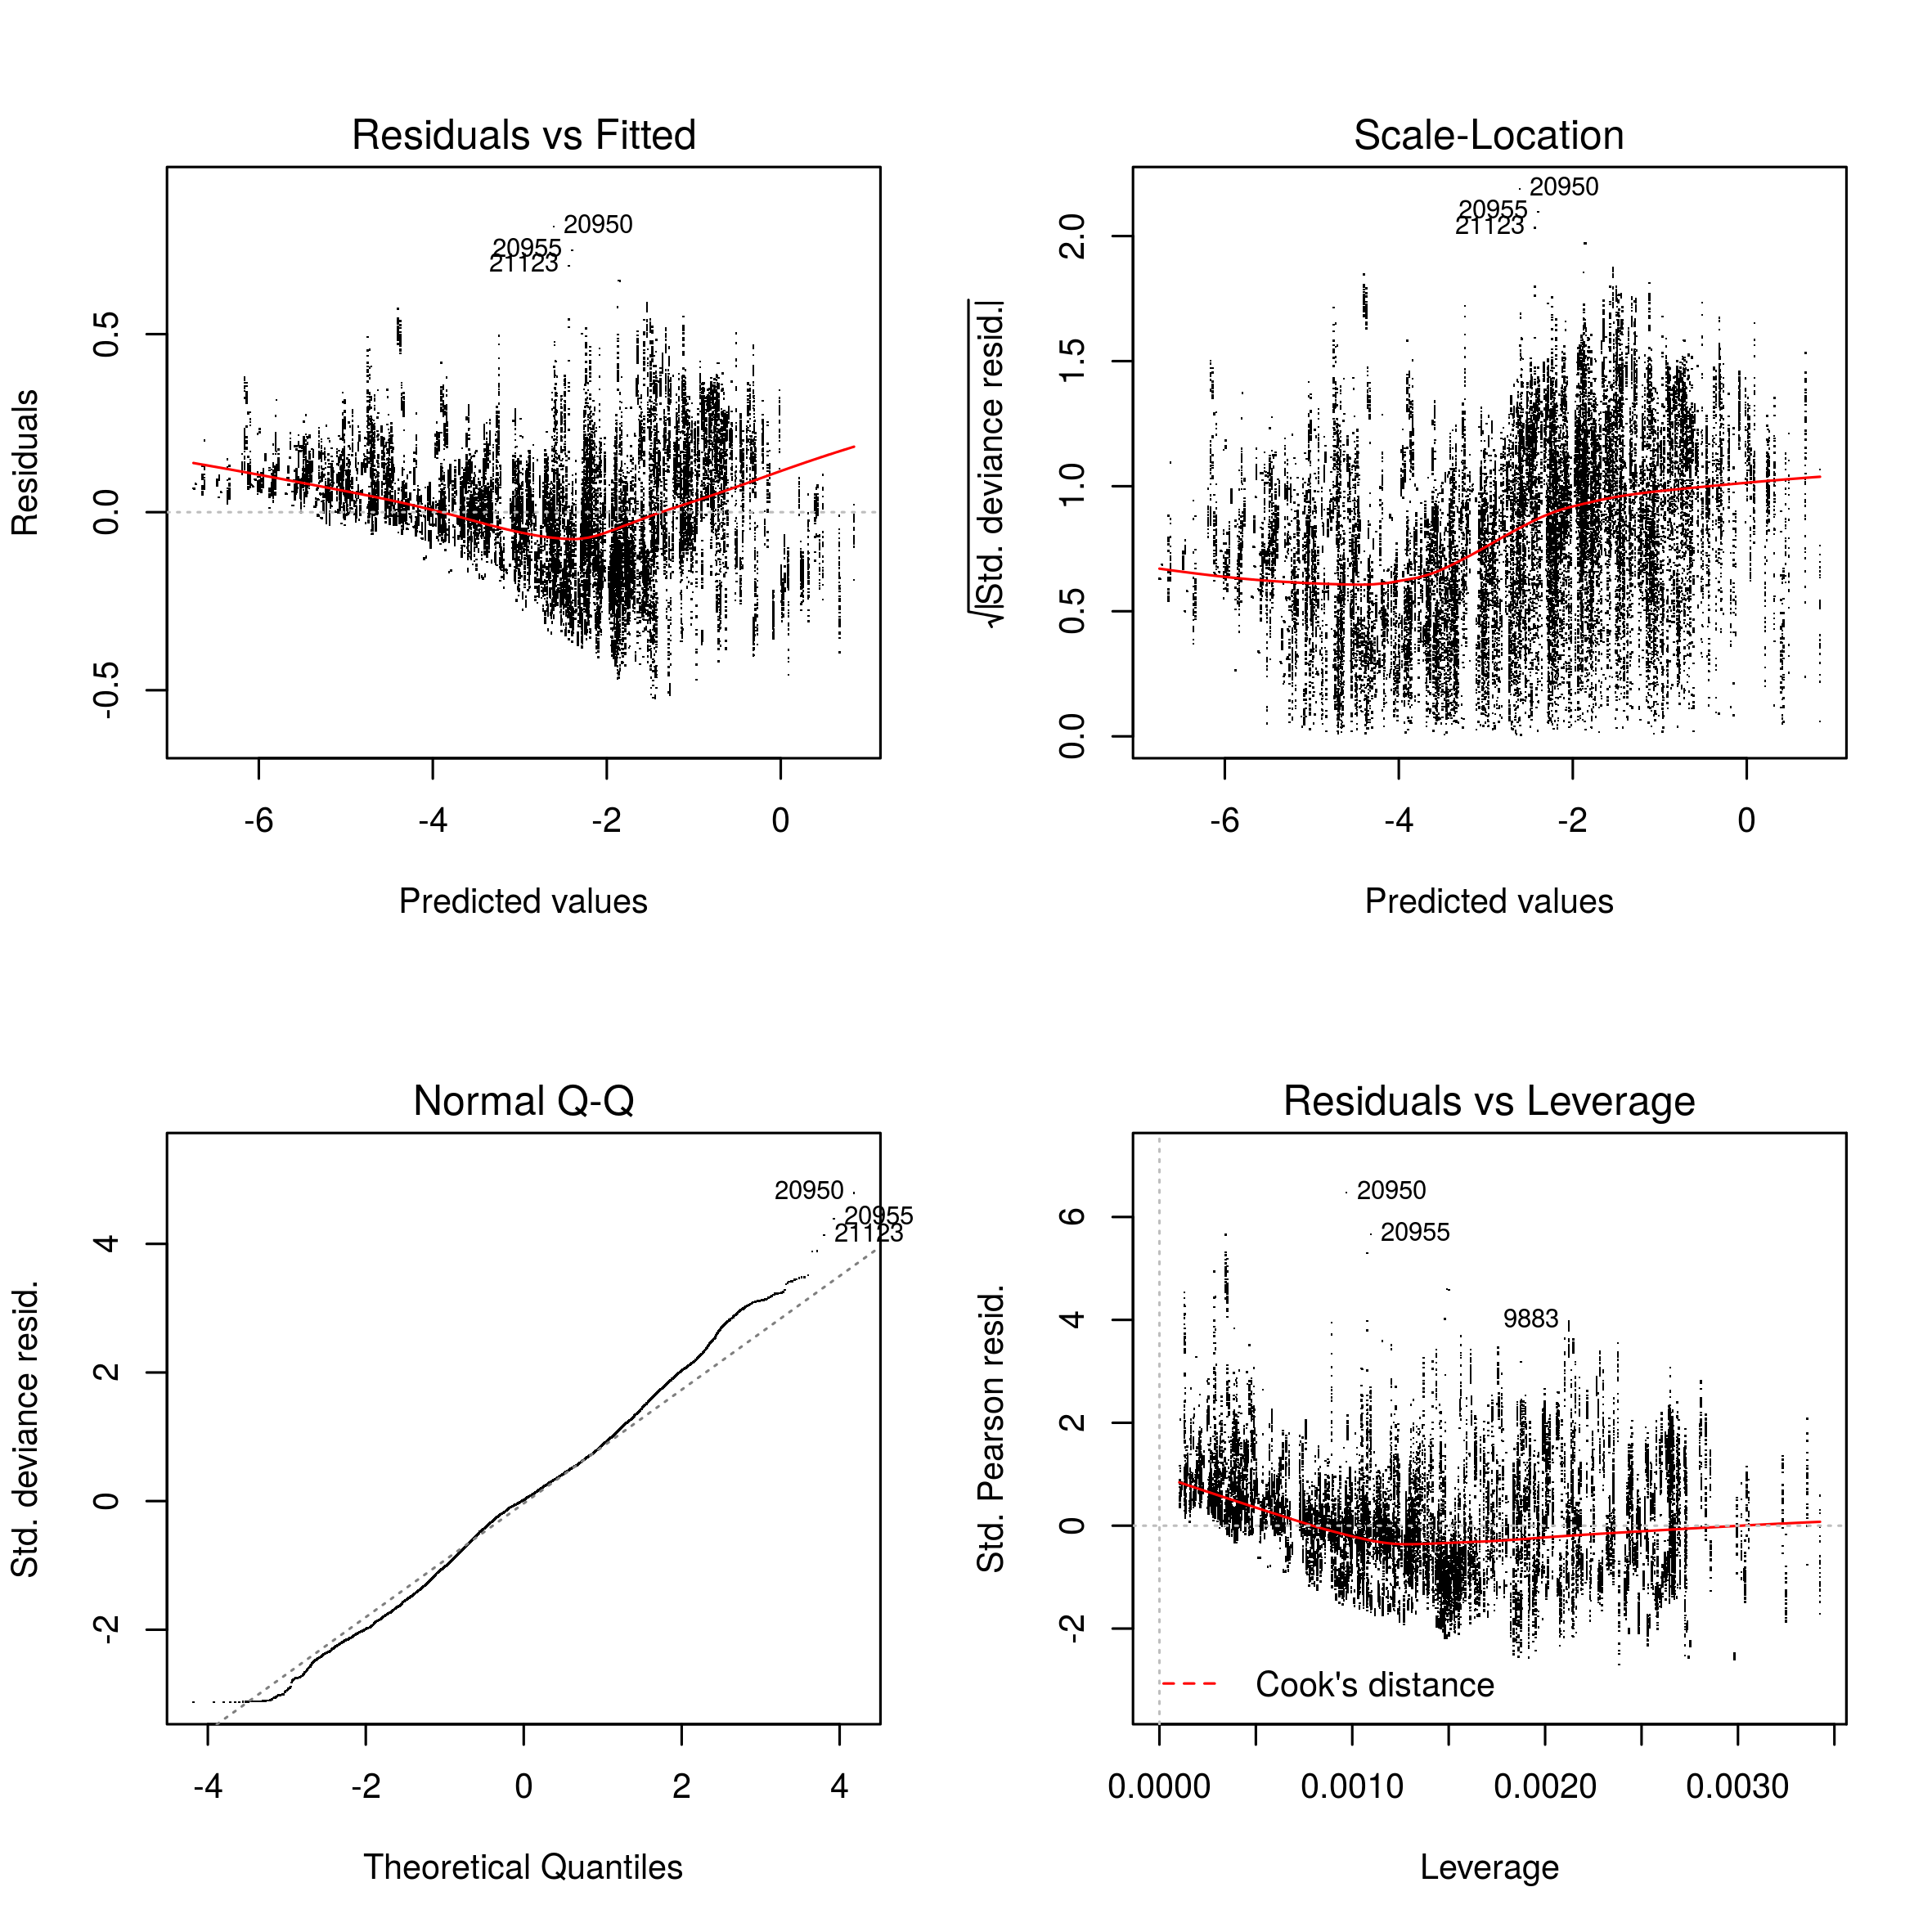 Residuals vs Fitted
Residuals
0.5
0.0
-0.5
20950
20955
21123
-6 -4 -2 0
Predicted values
Scale-Location
√|Std. deviance resid.|
2.0
1.5
1.0
0.5
0.0
20950
20955
21123
-6 -4 -2 0
Predicted values
Normal Q-Q
Std. deviance resid.
4
2
0
-2
20950
20955
21123
-4 -2 0 2 4
Theoretical Quantiles
Residuals vs Leverage
Std. Pearson resid.
6
4
2
0
-2
20950
20955
9883
Cook's distance
0.0000 0.0010 0.0020 0.0030
Leverage